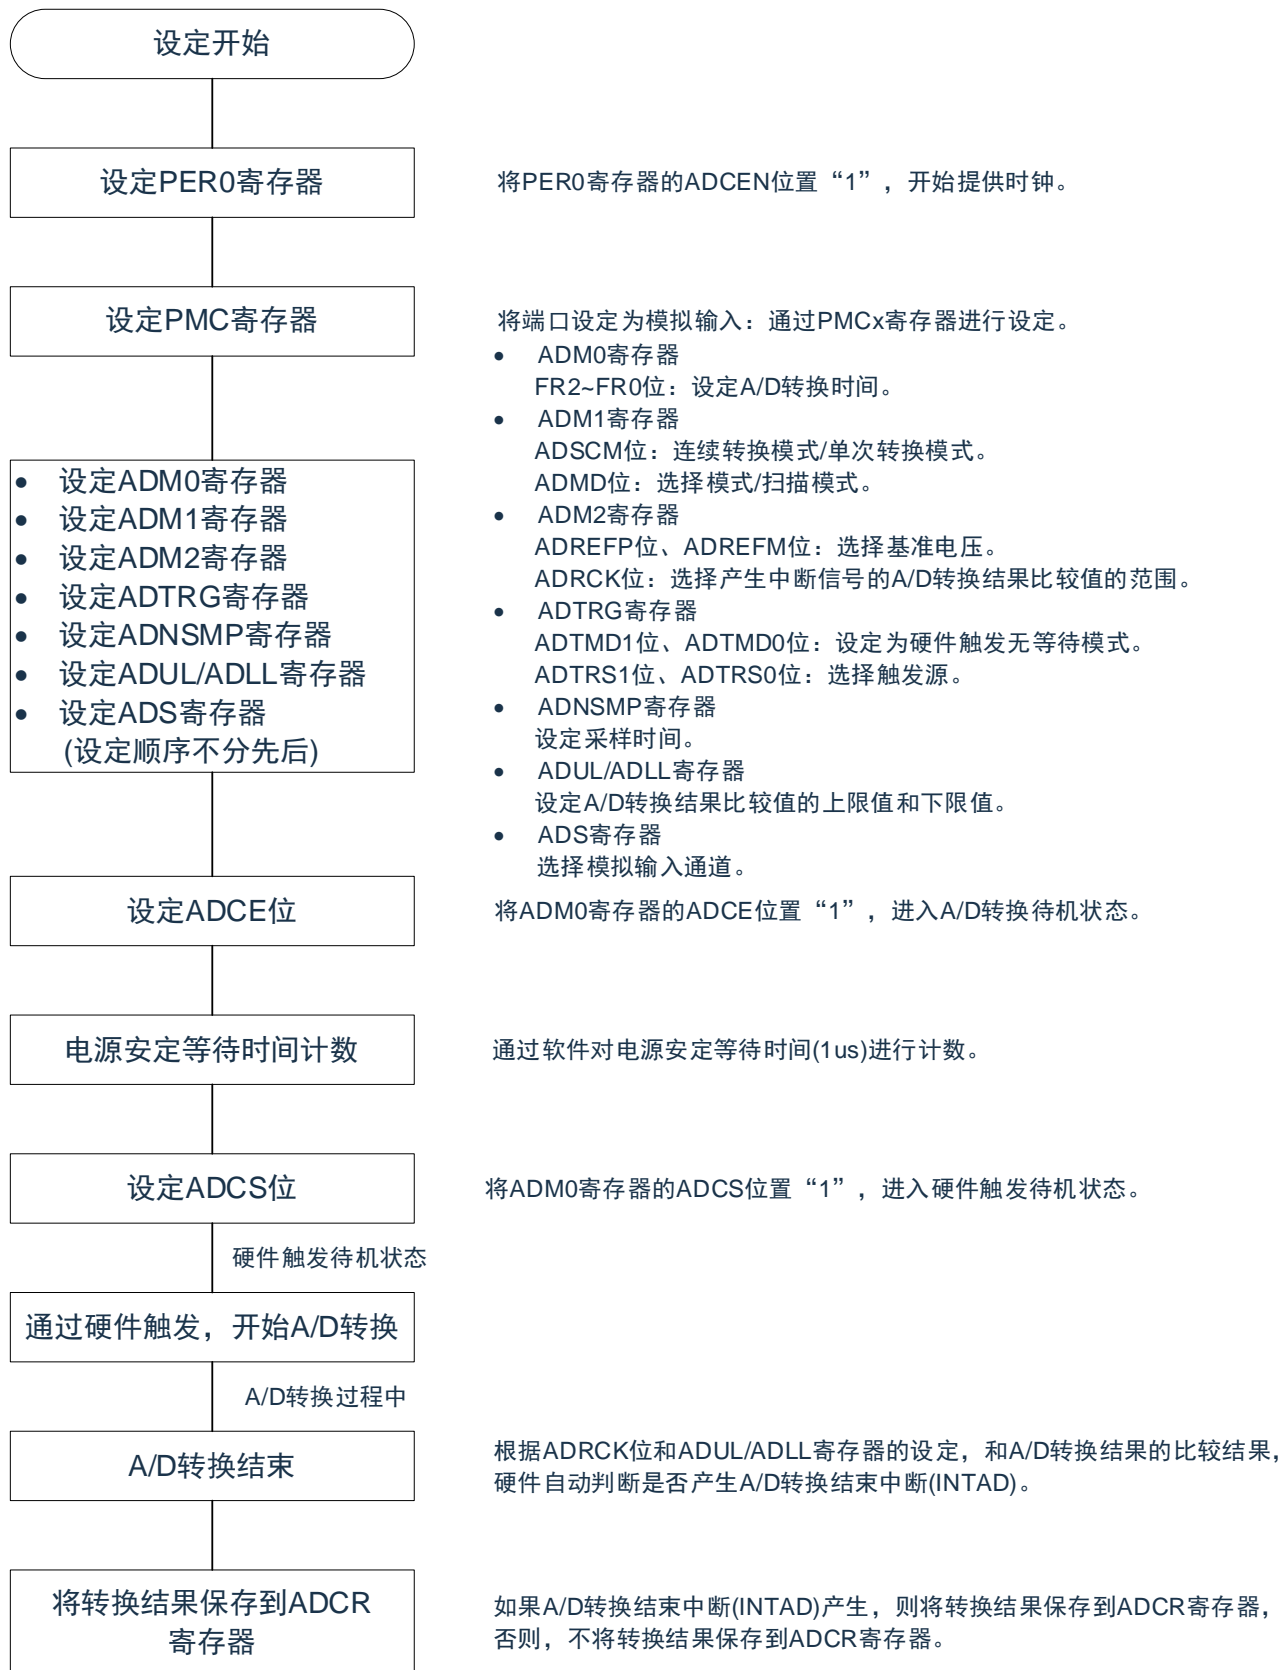 设定开始
设定PER0寄存器
将PER0寄存器的ADCEN位置“1”，开始提供时钟。
设定PMC寄存器
将端口设定为模拟输入：通过PMCx寄存器进行设定。
• 设定ADM0寄存器
• 设定ADM1寄存器
• 设定ADM2寄存器
• 设定ADTRG寄存器
• 设定ADNSMP寄存器
• 设定ADUL/ADLL寄存器
• 设定ADS寄存器
(设定顺序不分先后)
• ADM0寄存器
FR2~FR0位：设定A/D转换时间。
• ADM1寄存器
ADSCM位：连续转换模式/单次转换模式。
ADMD位：选择模式/扫描模式。
• ADM2寄存器
ADREFP位、ADREFM位：选择基准电压。
ADRCK位：选择产生中断信号的A/D转换结果比较值的范围。
• ADTRG寄存器
ADTMD1位、ADTMD0位：设定为硬件触发无等待模式。
ADTRS1位、ADTRS0位：选择触发源。
• ADNSMP寄存器
设定采样时间。
• ADUL/ADLL寄存器
设定A/D转换结果比较值的上限值和下限值。
• ADS寄存器
选择模拟输入通道。
设定ADCE位
将ADM0寄存器的ADCE位置“1”，进入A/D转换待机状态。
电源安定等待时间计数
通过软件对电源安定等待时间(1us)进行计数。
设定ADCS位
将ADM0寄存器的ADCS位置“1”，进入硬件触发待机状态。
硬件触发待机状态
通过硬件触发，开始A/D转换
A/D转换过程中
A/D转换结束
根据ADRCK位和ADUL/ADLL寄存器的设定，和A/D转换结果的比较结果，
硬件自动判断是否产生A/D转换结束中断(INTAD)。
将转换结果保存到ADCR
寄存器
如果A/D转换结束中断(INTAD)产生，则将转换结果保存到ADCR寄存器，
否则，不将转换结果保存到ADCR寄存器。